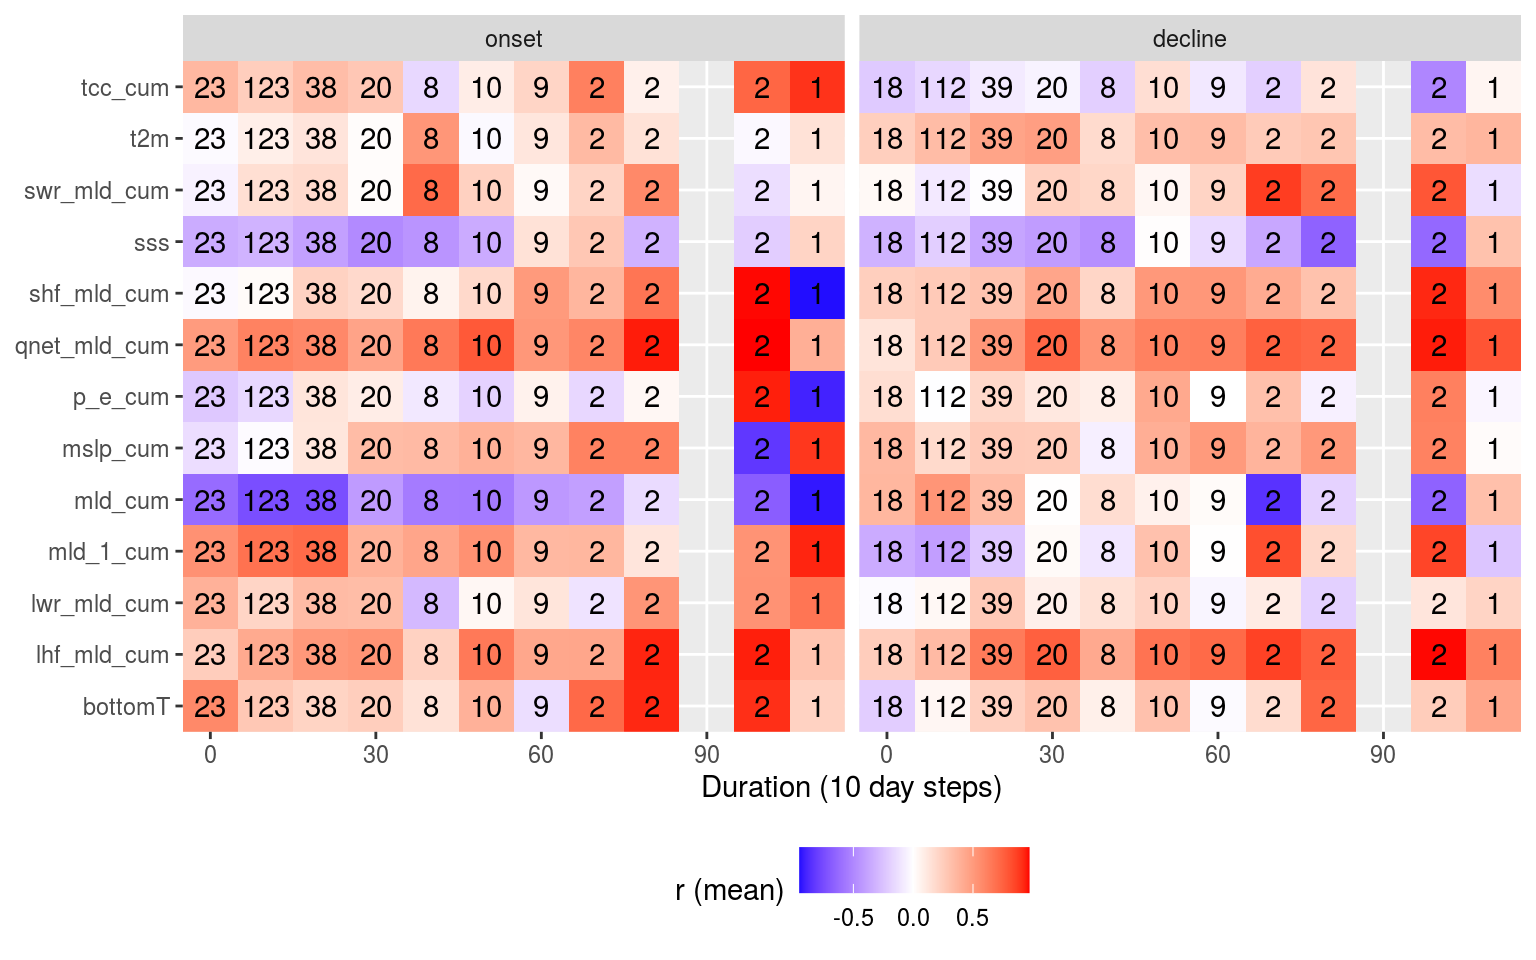 onset decline
tcc_cum 23 123 38 20 8 10 9 2 2 2 1 18 112 39 20 8 10 9 2 2 2 1
t2m 23 123 38 20 8 10 9 2 2 2 1 18 112 39 20 8 10 9 2 2 2 1
swr_mld_cum 23 123 38 20 8 10 9 2 2 2 1 18 112 39 20 8 10 9 2 2 2 1
sss 23 123 38 20 8 10 9 2 2 2 1 18 112 39 20 8 10 9 2 2 2 1
shf_mld_cum 23 123 38 20 8 10 9 2 2 2 1 18 112 39 20 8 10 9 2 2 2 1
qnet_mld_cum 23 123 38 20 8 10 9 2 2 2 1 18 112 39 20 8 10 9 2 2 2 1
p_e_cum 23 123 38 20 8 10 9 2 2 2 1 18 112 39 20 8 10 9 2 2 2 1
mslp_cum 23 123 38 20 8 10 9 2 2 2 1 18 112 39 20 8 10 9 2 2 2 1
mld_cum 23 123 38 20 8 10 9 2 2 2 1 18 112 39 20 8 10 9 2 2 2 1
mld_1_cum 23 123 38 20 8 10 9 2 2 2 1 18 112 39 20 8 10 9 2 2 2 1
lwr_mld_cum 23 123 38 20 8 10 9 2 2 2 1 18 112 39 20 8 10 9 2 2 2 1
lhf_mld_cum 23 123 38 20 8 10 9 2 2 2 1 18 112 39 20 8 10 9 2 2 2 1
bottomT 23 123 38 20 8 10 9 2 2 2 1 18 112 39 20 8 10 9 2 2 2 1
0 30 60 90 0 30 60 90
Duration (10 day steps)
r (mean)
-0.5 0.0 0.5